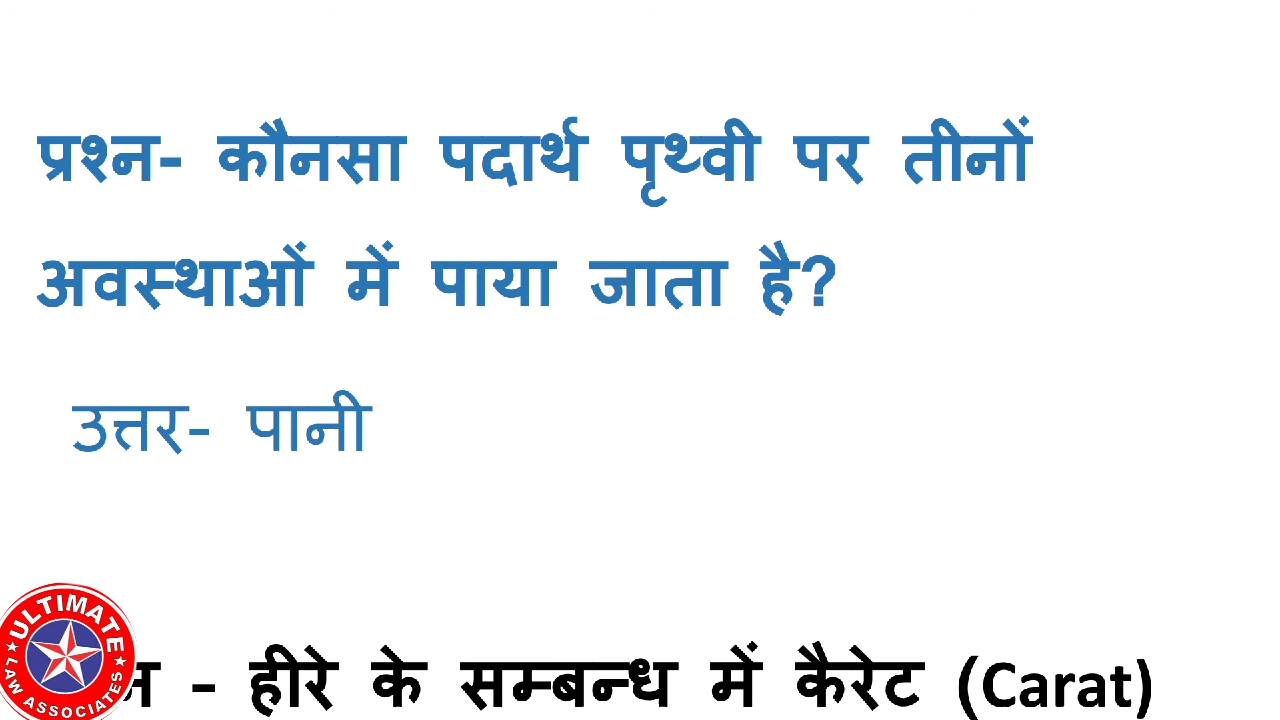 प्रश्न- कौनसा पदार्थ पृथ्वी पर तीनों
अवस्थाओं में पाया जाता है?
उत्तर- पानी
ULTIMATE
LAW ASSOCIATES
- हीरे के सम्बन्ध में कैरेट (Carat)